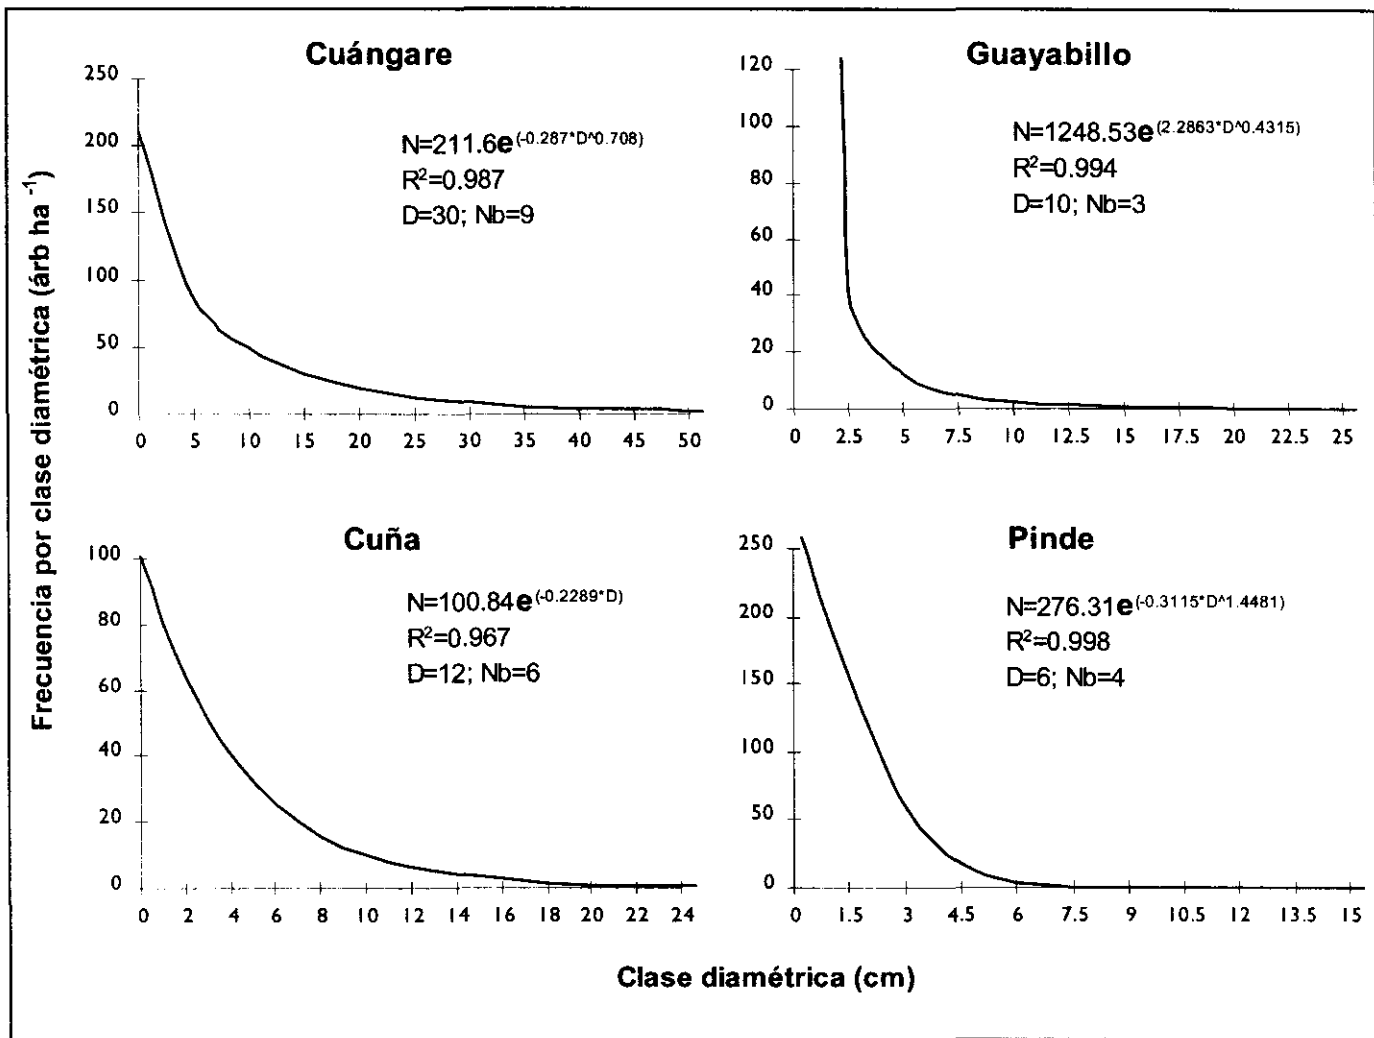 Cuángare
250
200
150
100
50
0
0 5 10 15 20 25 30 35 40 45 50
N=211.6e^(-0.287*D^0.708)
R²=0.987
D=30; Nb=9
Guayabillo
120
100
80
60
40
20
0
0 2.5 5 7.5 10 12.5 15 17.5 20 22.5 25
N=1248.53e^(2.2863*D^0.4315)
R²=0.994
D=10; Nb=3
Frecuencia por clase diamétrica (árb ha ⁻¹)
Cuña
100
80
60
40
20
0
0 2 4 6 8 10 12 14 16 18 20 22 24
N=100.84e^(-0.2289*D)
R²=0.967
D=12; Nb=6
Pinde
250
200
150
100
50
0
0 1.5 3 4.5 6 7.5 9 10.5 12 13.5 15
N=276.31e^(-0.3115*D^1.4481)
R²=0.998
D=6; Nb=4
Clase diamétrica (cm)